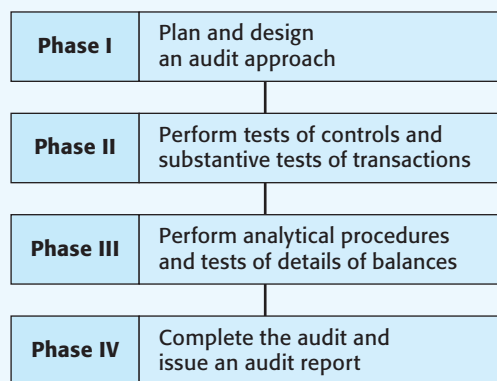 Phase I
Plan and design
an audit approach
Phase II
Perform tests of controls and
substantive tests of transactions
Phase III
Perform analytical procedures
and tests of details of balances
Phase IV
Complete the audit and
issue an audit report